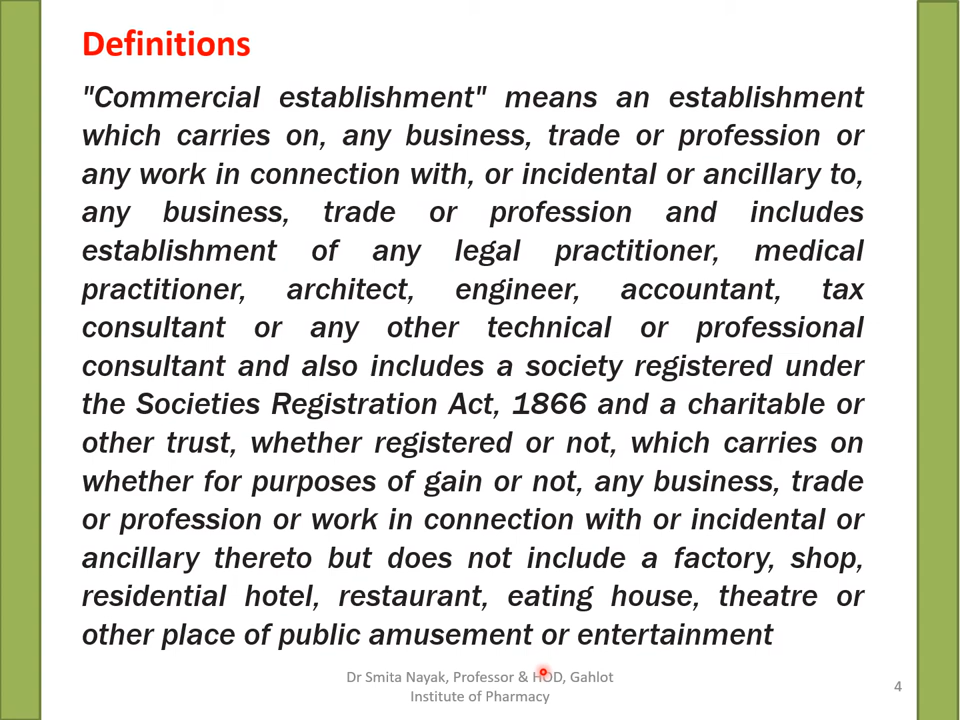 Definitions
"Commercial establishment" means an establishment
which carries on, any business, trade or profession or
any work in connection with, or incidental or ancillary to,
any business, trade or profession and includes
establishment of any legal practitioner, medical
practitioner, architect, engineer, accountant, tax
consultant or any other technical or professional
consultant and also includes a society registered under
the Societies Registration Act, 1866 and a charitable or
other trust, whether registered or not, which carries on
whether for purposes of gain or not, any business, trade
or profession or work in connection with or incidental or
ancillary thereto but does not include a factory, shop,
residential hotel, restaurant, eating house, theatre or
other place of public amusement or entertainment
Dr Smita Nayak, Professor & HOD, Gahlot
Institute of Pharmacy
4